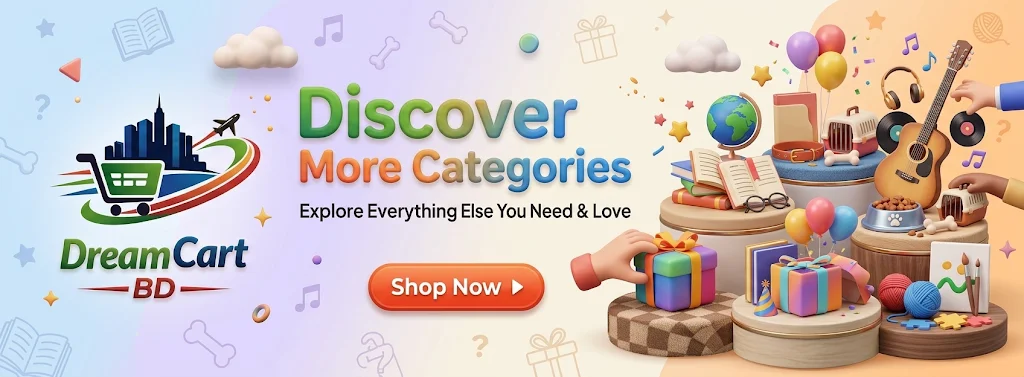 Discover
More Categories
Explore Everything Else You Need & Love
Shop Now
DreamCart
BD